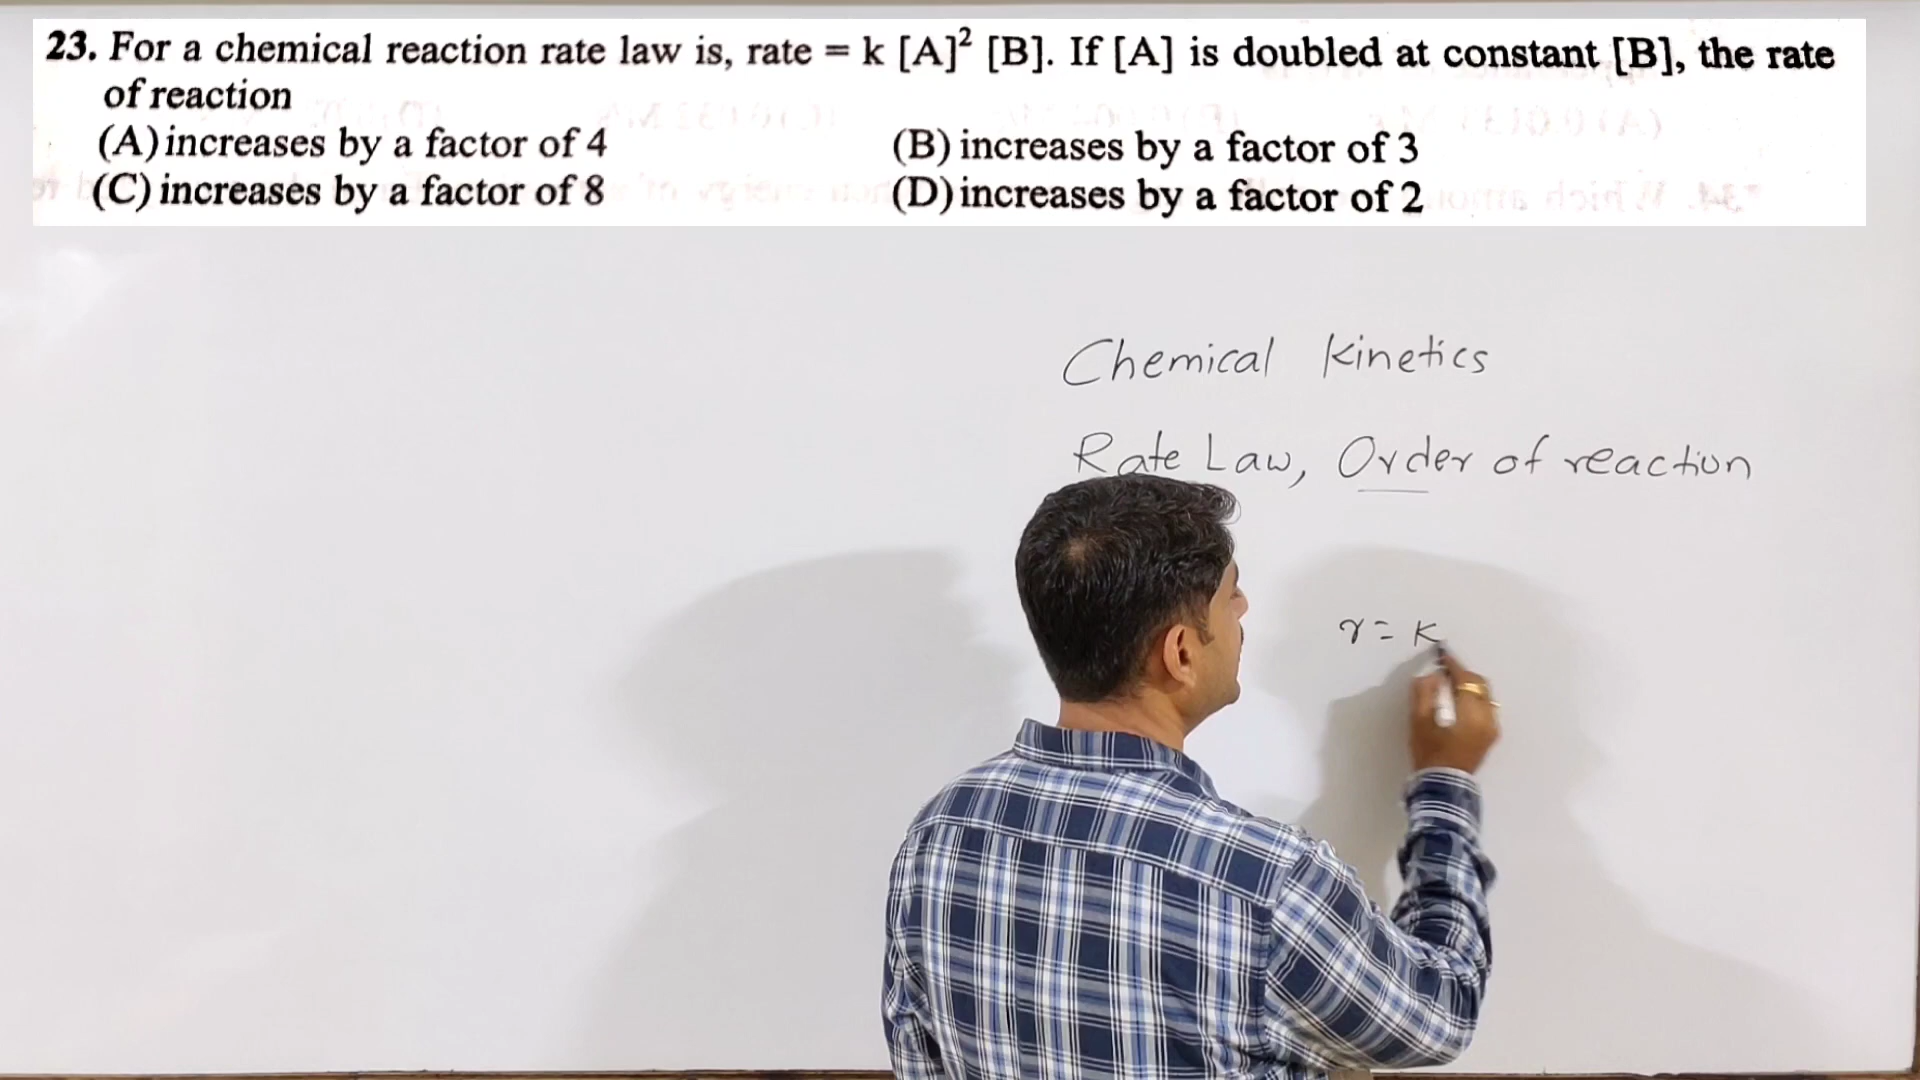 23. For a chemical reaction rate law is, rate = k [A]² [B]. If [A] is doubled at constant [B], the rate
of reaction
(A) increases by a factor of 4 (B) increases by a factor of 3
(C) increases by a factor of 8 (D) increases by a factor of 2
Chemical Kinetics
Rate Law, Order of reaction
r = K